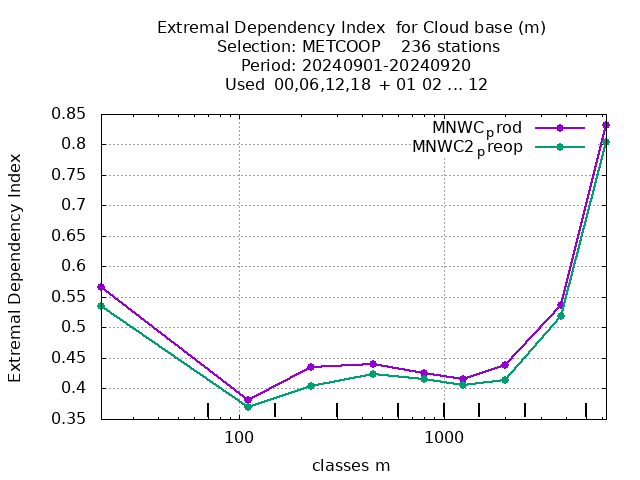 Extremal Dependency Index  for Cloud base (m)
Selection: METCOOP    236 stations
Period: 20240901-20240920
Used  00,06,12,18 + 01 02 ... 12
MNWCprod
MNWC2preop
0.85
0.8
0.75
0.7
0.65
0.6
0.55
0.5
0.45
0.4
0.35
Extremal Dependency Index
100
1000
classes m